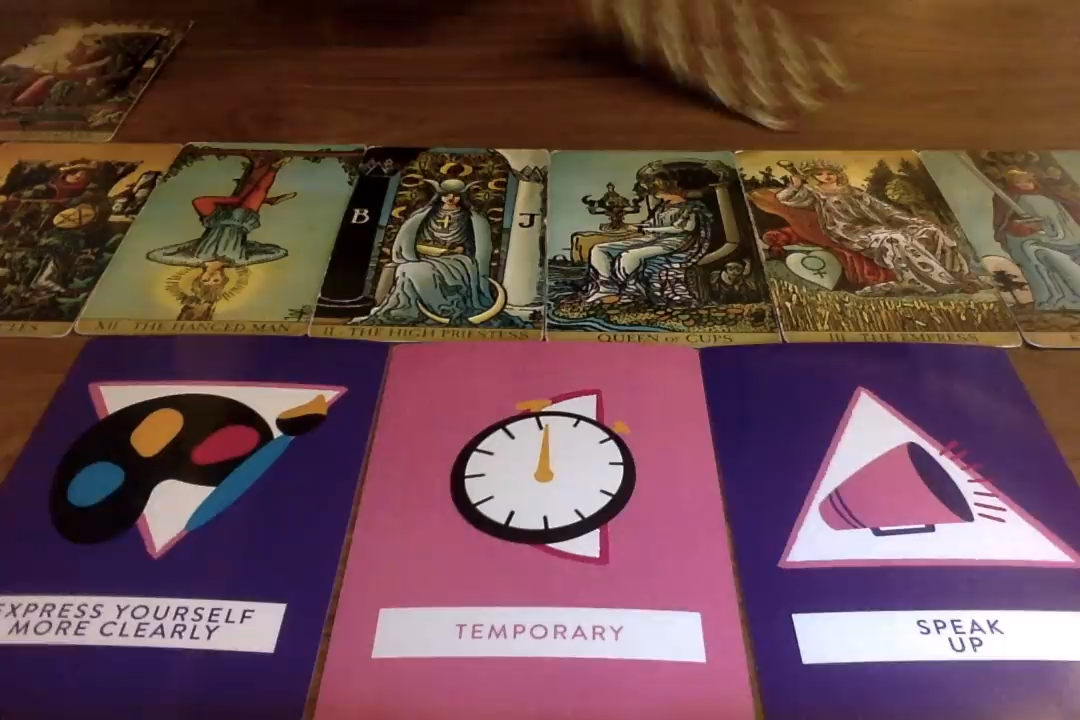 XII THE HANGED MAN
B
J
II THE HIGH PRIESTESS
QUEEN OF CUPS
III THE EMPRESS
EXPRESS YOURSELF
MORE CLEARLY
TEMPORARY
SPEAK
UP